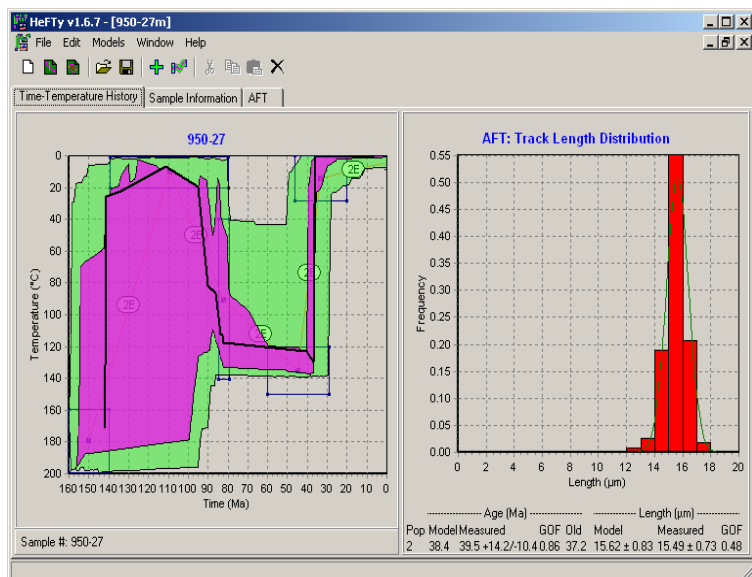 HeFTy v1.6.7 - [950-27m]
File Edit Models Window Help
Time-Temperature History Sample Information AFT
950-27
0
20
40
60
80
100
120
140
160
180
200
Temperature (°C)
2E
2E
2E
2E
2E
160 150 140 130 120 110 100 90 80 70 60 50 40 30 20 10 0
Time (Ma)
Sample #: 950-27
AFT: Track Length Distribution
0.55
0.50
0.45
0.40
0.35
0.30
0.25
0.20
0.15
0.10
0.05
0.00
Frequency
0 2 4 6 8 10 12 14 16 18 20
Length (µm)
Age (Ma) Length (µm)
Pop Model Measured GOF Old Model Measured GOF
2 38.4 39.5 +14.2/-10.4 0.86 37.2 15.62 ± 0.83 15.49 ± 0.73 0.48